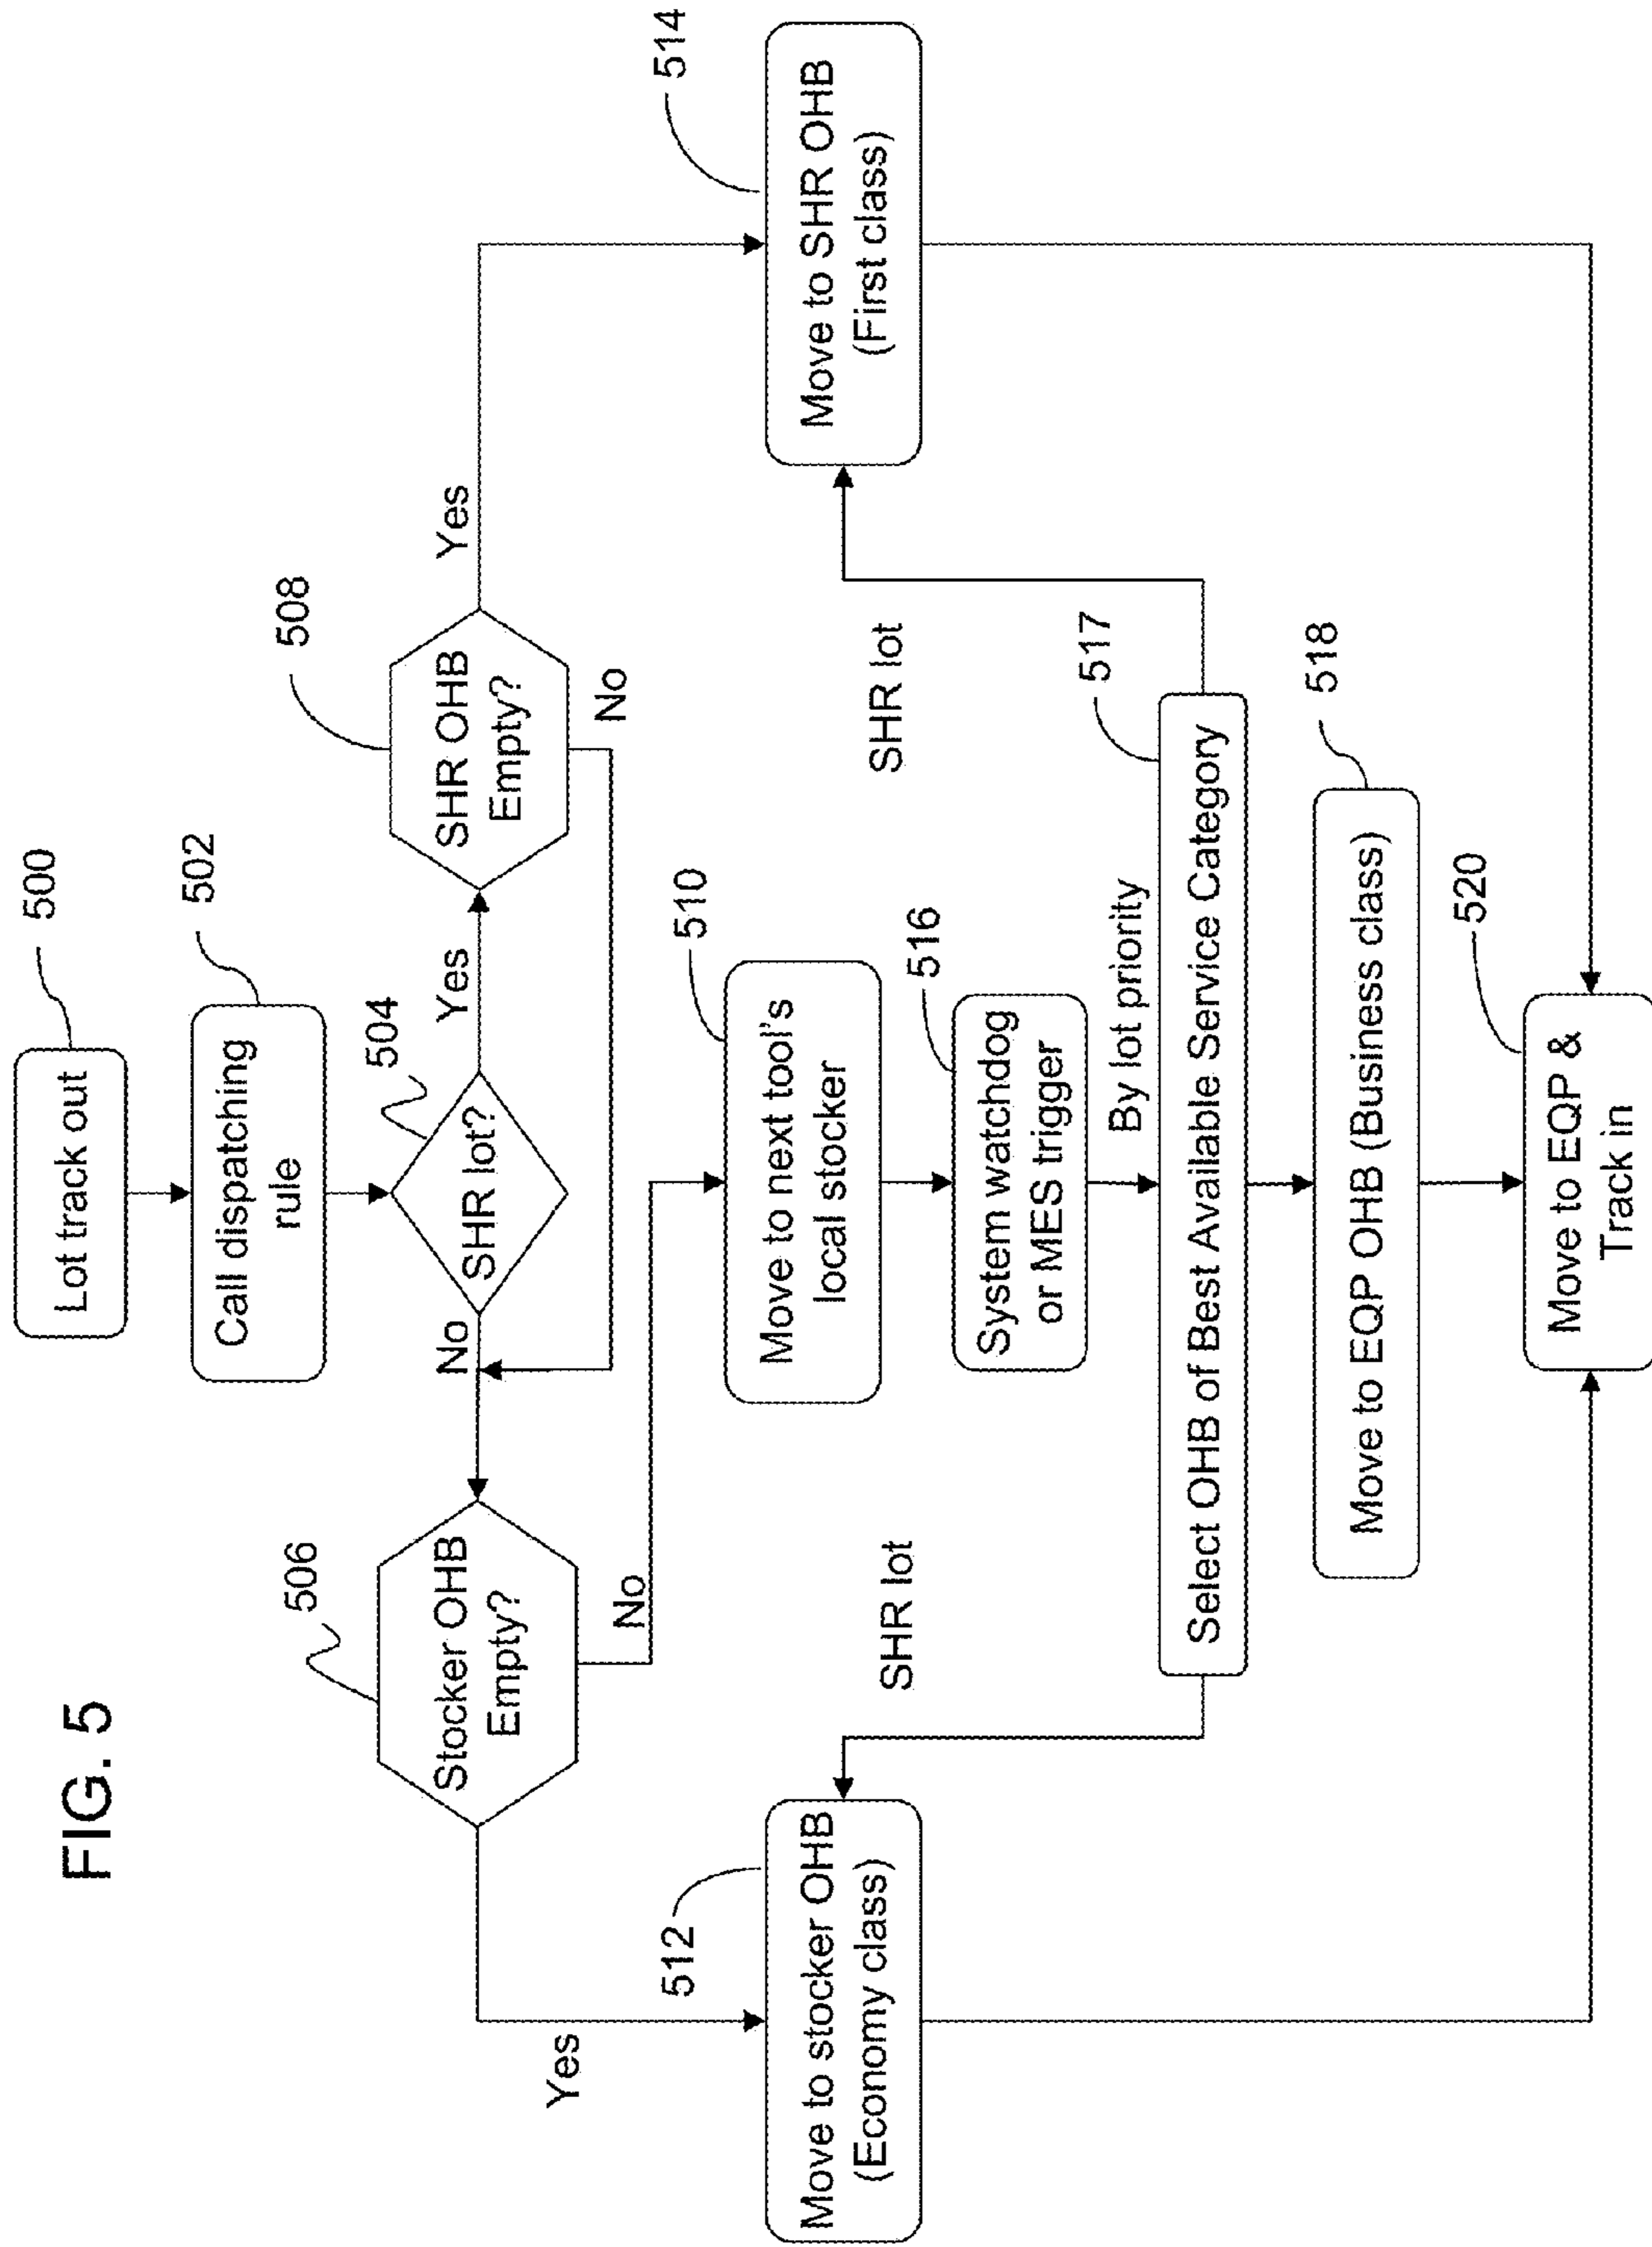 FIG. 5
500
Lot track out
502
Call dispatching
rule
504
SHR lot?
Yes
No
506
Stocker OHB
Empty?
508
SHR OHB
Empty?
Yes
No
Yes
No
510
Move to next tool's
local stocker
512
Move to stocker OHB
(Economy class)
514
Move to SHR OHB
(First class)
516
System watchdog
or MES trigger
By lot priority
SHR lot
SHR lot
517
Select OHB of Best Available Service Category
518
Move to EQP OHB (Business class)
520
Move to EQP &
Track in